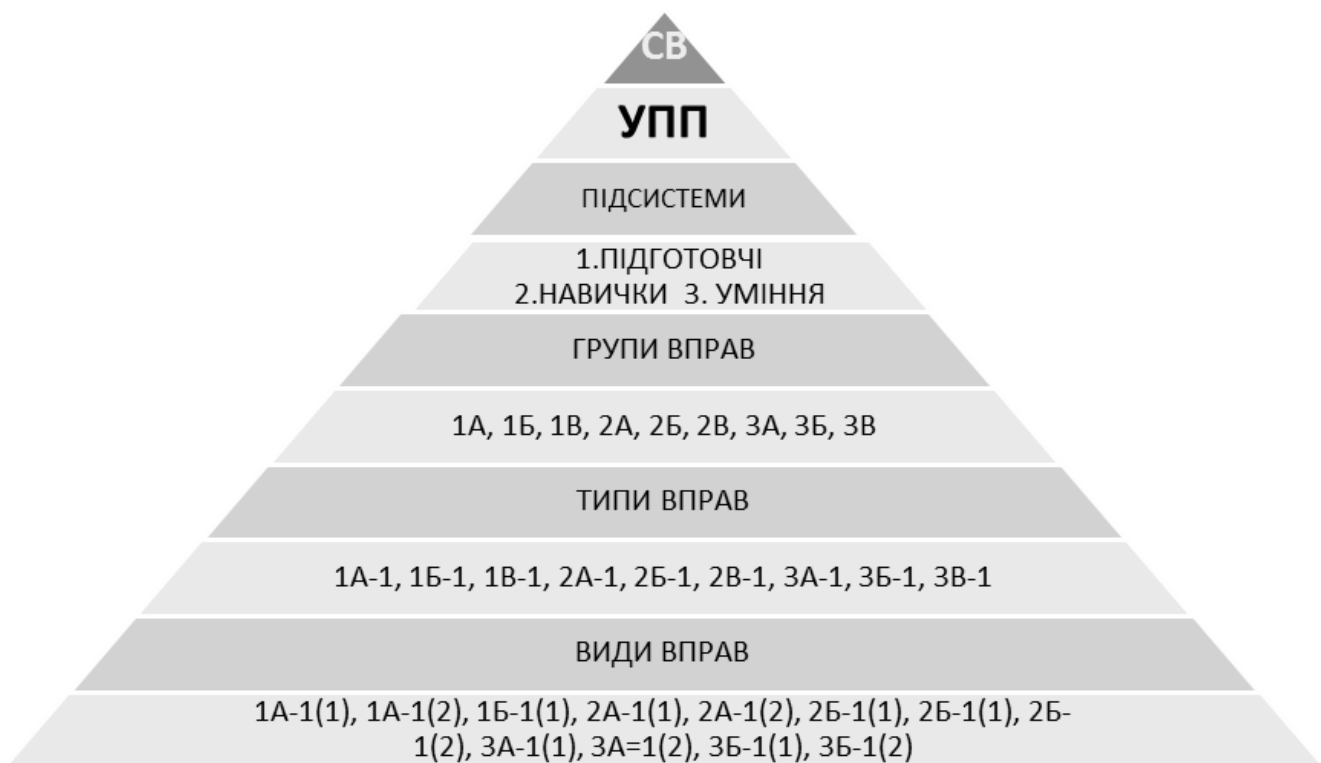 СВ
УПП
ПІДСИСТЕМИ
1.ПІДГОТОВЧІ
2.НАВИЧКИ 3. УМІННЯ
ГРУПИ ВПРАВ
1А, 1Б, 1В, 2А, 2Б, 2В, 3А, 3Б, 3В
ТИПИ ВПРАВ
1А-1, 1Б-1, 1В-1, 2А-1, 2Б-1, 2В-1, 3А-1, 3Б-1, 3В-1
ВИДИ ВПРАВ
1А-1(1), 1А-1(2), 1Б-1(1), 2А-1(1), 2А-1(2), 2Б-1(1), 2Б-1(1), 2Б-
1(2), 3А-1(1), 3А=1(2), 3Б-1(1), 3Б-1(2)